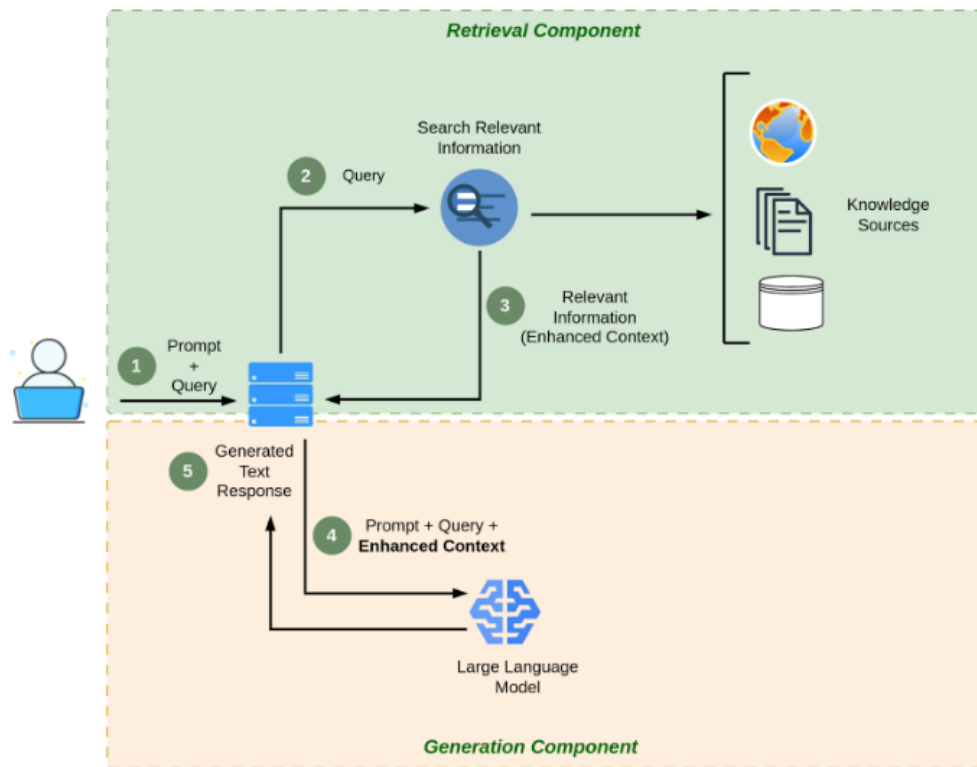 Retrieval Component
Search Relevant
Information
2
Query
Knowledge
Sources
3
Relevant
Information
(Enhanced Context)
1
Prompt
+
Query
5
Generated
Text
Response
4
Prompt + Query +
Enhanced Context
Large Language
Model
Generation Component